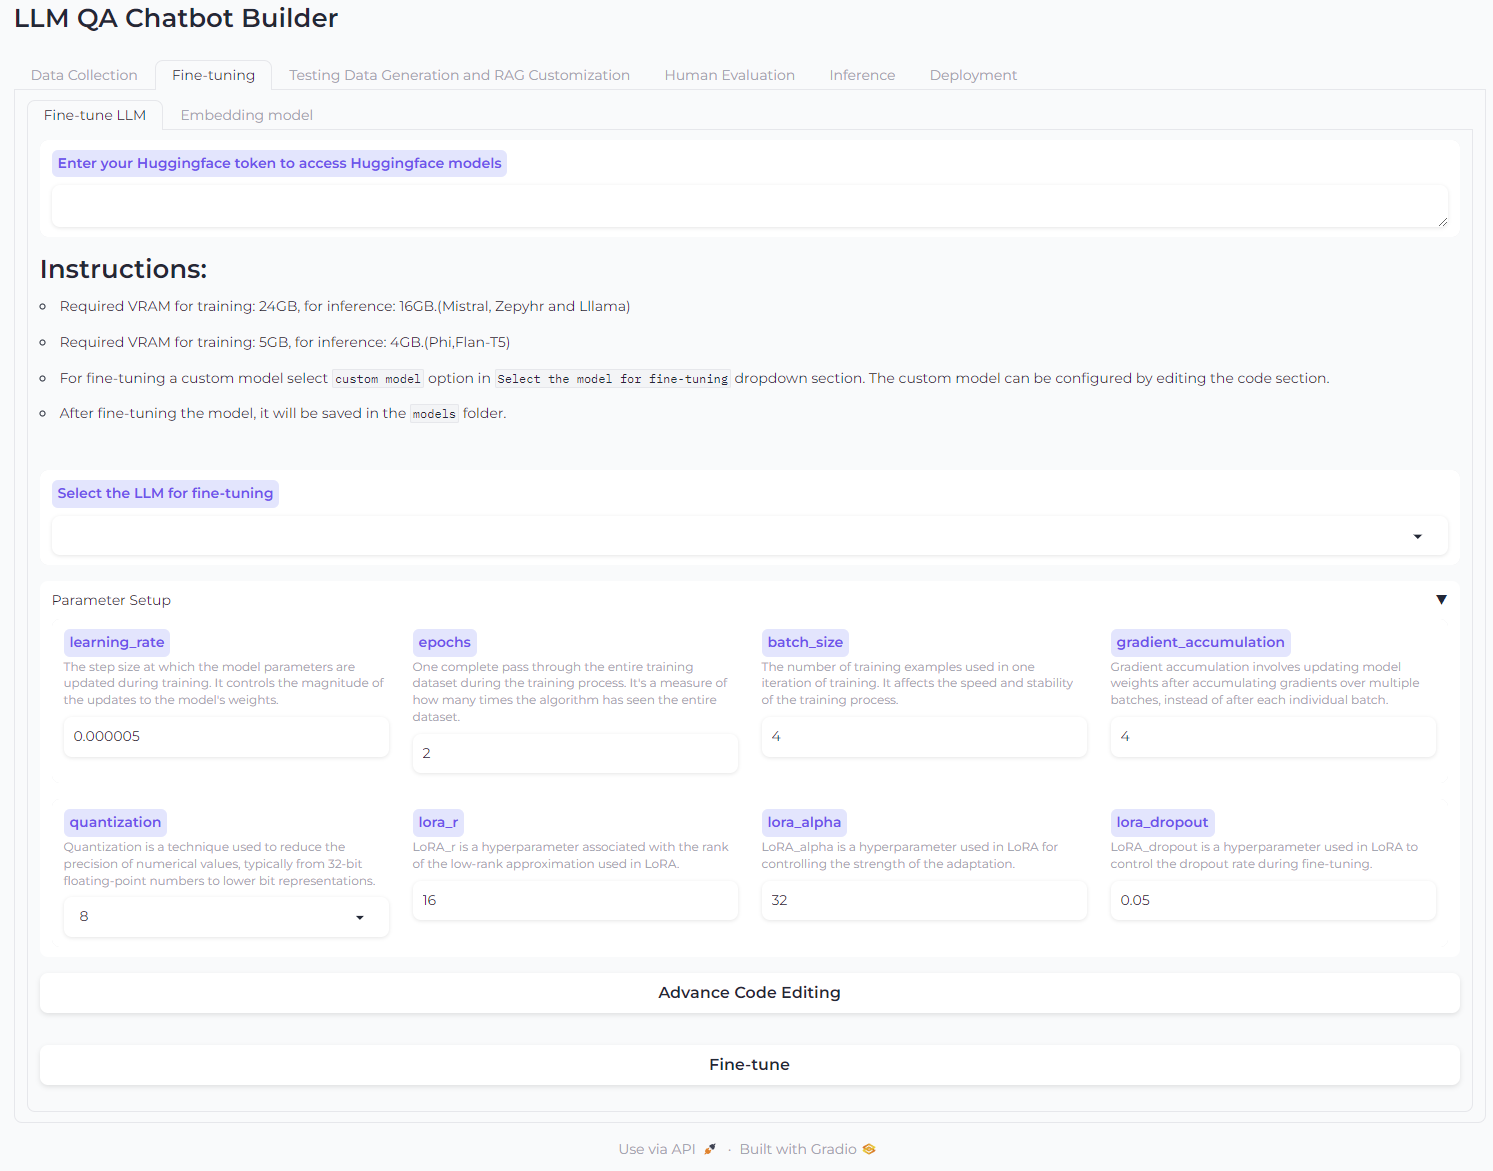 LLM QA Chatbot Builder
Data Collection
Fine-tuning
Testing Data Generation and RAG Customization
Human Evaluation
Inference
Deployment
Fine-tune LLM
Embedding model
Enter your Huggingface token to access Huggingface models
Instructions:
Required VRAM for training: 24GB, for inference: 16GB.(Mistral, Zepyhr and Lllama)
Required VRAM for training: 5GB, for inference: 4GB.(Phi,Flan-T5)
For fine-tuning a custom model select custom model option in Select the model for fine-tuning dropdown section. The custom model can be configured by editing the code section.
After fine-tuning the model, it will be saved in the models folder.
Select the LLM for fine-tuning
Parameter Setup
learning_rate
The step size at which the model parameters are
updated during training. It controls the magnitude of
the updates to the model's weights.
0.000005
epochs
One complete pass through the entire training
dataset during the training process. It's a measure of
how many times the algorithm has seen the entire
dataset.
2
batch_size
The number of training examples used in one
iteration of training. It affects the speed and stability
of the training process.
4
gradient_accumulation
Gradient accumulation involves updating model
weights after accumulating gradients over multiple
batches, instead of after each individual batch.
4
quantization
Quantization is a technique used to reduce the
precision of numerical values, typically from 32-bit
floating-point numbers to lower bit representations.
8
lora_r
LoRA_r is a hyperparameter associated with the rank
of the low-rank approximation used in LoRA.
16
lora_alpha
LoRA_alpha is a hyperparameter used in LoRA for
controlling the strength of the adaptation.
32
lora_dropout
LoRA_dropout is a hyperparameter used in LoRA to
control the dropout rate during fine-tuning.
0.05
Advance Code Editing
Fine-tune
Use via API · Built with Gradio